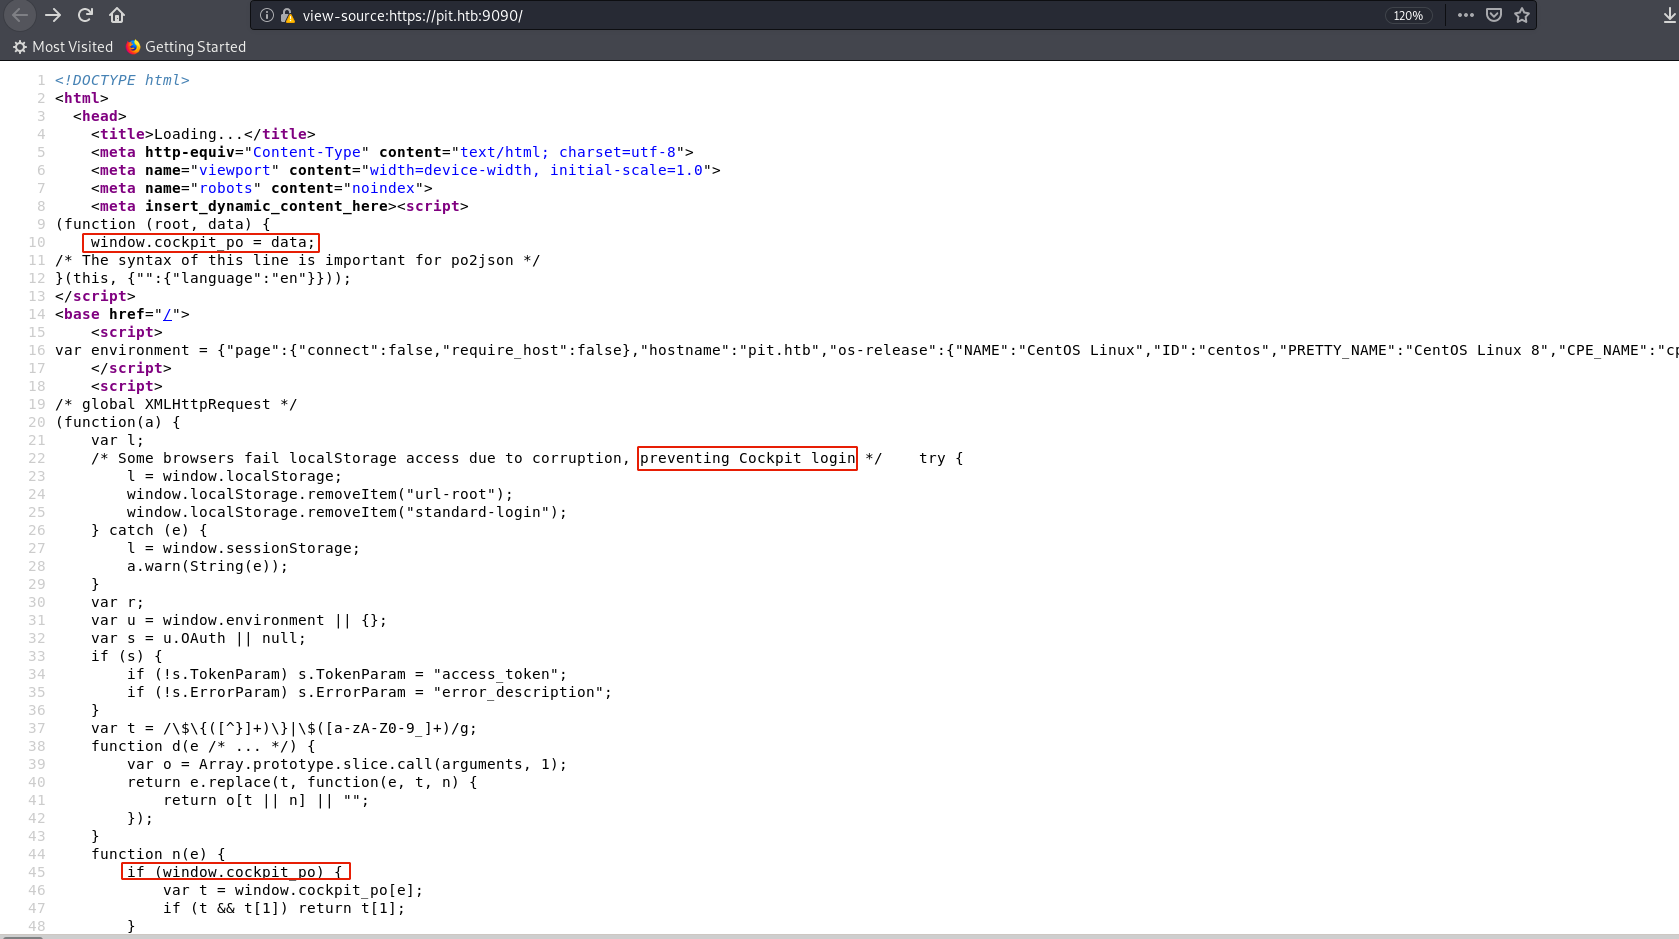 view-source:https://pit.htb:9090/
120%
Most Visited Getting Started
1 <!DOCTYPE html>
2 <html>
3 <head>
4 <title>Loading...</title>
5 <meta http-equiv="Content-Type" content="text/html; charset=utf-8">
6 <meta name="viewport" content="width=device-width, initial-scale=1.0">
7 <meta name="robots" content="noindex">
8 <meta insert_dynamic_content_here><script>
9 (function (root, data) {
10 window.cockpit_po = data;
11 /* The syntax of this line is important for po2json */
12 }(this, {"":{"language":"en"}}));
13 </script>
14 <base href="/">
15 <script>
16 var environment = {"page":{"connect":false,"require_host":false},"hostname":"pit.htb","os-release":{"NAME":"CentOS Linux","ID":"centos","PRETTY_NAME":"CentOS Linux 8","CPE_NAME":"cp
17 </script>
18 <script>
19 /* global XMLHttpRequest */
20 (function(a) {
21 var l;
22 /* Some browsers fail localStorage access due to corruption, preventing Cockpit login */ try {
23 l = window.localStorage;
24 window.localStorage.removeItem("url-root");
25 window.localStorage.removeItem("standard-login");
26 } catch (e) {
27 l = window.sessionStorage;
28 a.warn(String(e));
29 }
30 var r;
31 var u = window.environment || {};
32 var s = u.OAuth || null;
33 if (s) {
34 if (!s.TokenParam) s.TokenParam = "access_token";
35 if (!s.ErrorParam) s.ErrorParam = "error_description";
36 }
37 var t = /\$\{([^}]+)\}|\$([a-zA-Z0-9_]+)/g;
38 function d(e /* ... */) {
39 var o = Array.prototype.slice.call(arguments, 1);
40 return e.replace(t, function(e, t, n) {
41 return o[t || n] || "";
42 });
43 }
44 function n(e) {
45 if (window.cockpit_po) {
46 var t = window.cockpit_po[e];
47 if (t && t[1]) return t[1];
48 }